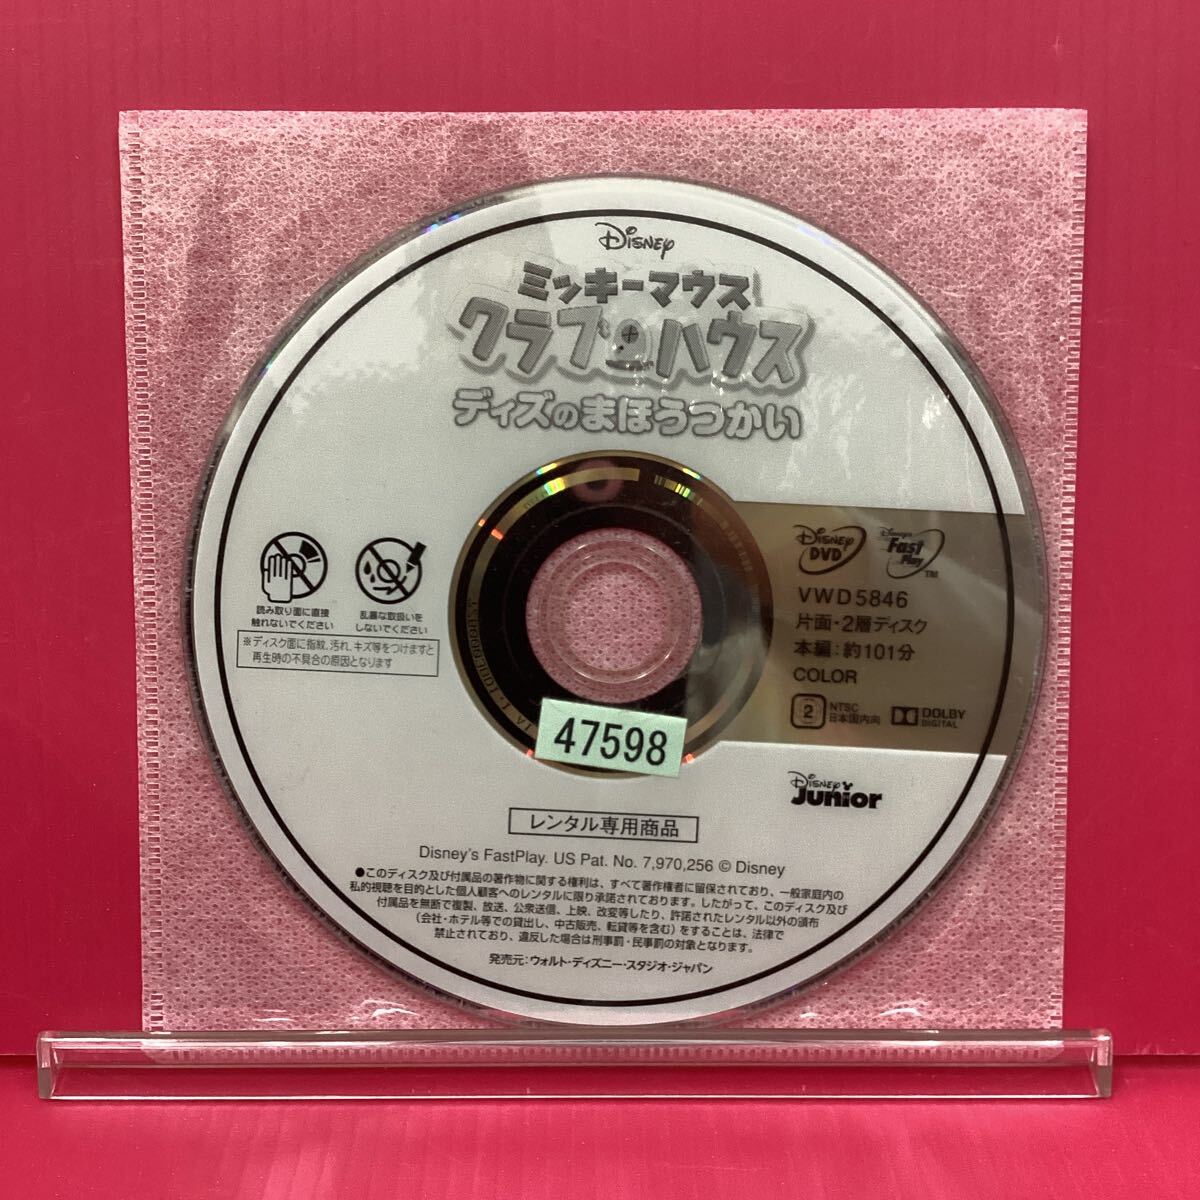 Disney
ミッキーマウス
クラブハウス
ディズのまほうつかい
読み取り面に直接
触れないでください
乱暴な取扱いを
しないでください
※ディスク面に指紋、汚れ、キズ等をつけますと
再生時の不具合の原因となります
Disney DVD
Disney's Fast Play TM
VWD5846
片面・2層ディスク
本編:約101分
COLOR
2
NTSC
日本国内向
DOLBY
DIGITAL
47598
Disney Junior
レンタル専用商品
Disney's FastPlay. US Pat. No. 7,970,256 © Disney
●このディスク及び付属品の著作物に関する権利は、すべて著作権者に留保されており、一般家庭内の
私的視聴を目的とした個人顧客へのレンタルに限り承諾されております。したがって、このディスク及び
付属品を無断で複製、放送、公衆送信、上映、改変等したり、許諾されたレンタル以外の頒布
(会社・ホテル等での貸出し、中古販売、転貸等を含む)をすることは、法律で
禁止されており、違反した場合は刑事罰・民事罰の対象となります。
発売元:ウォルト・ディズニー・スタジオ・ジャパン